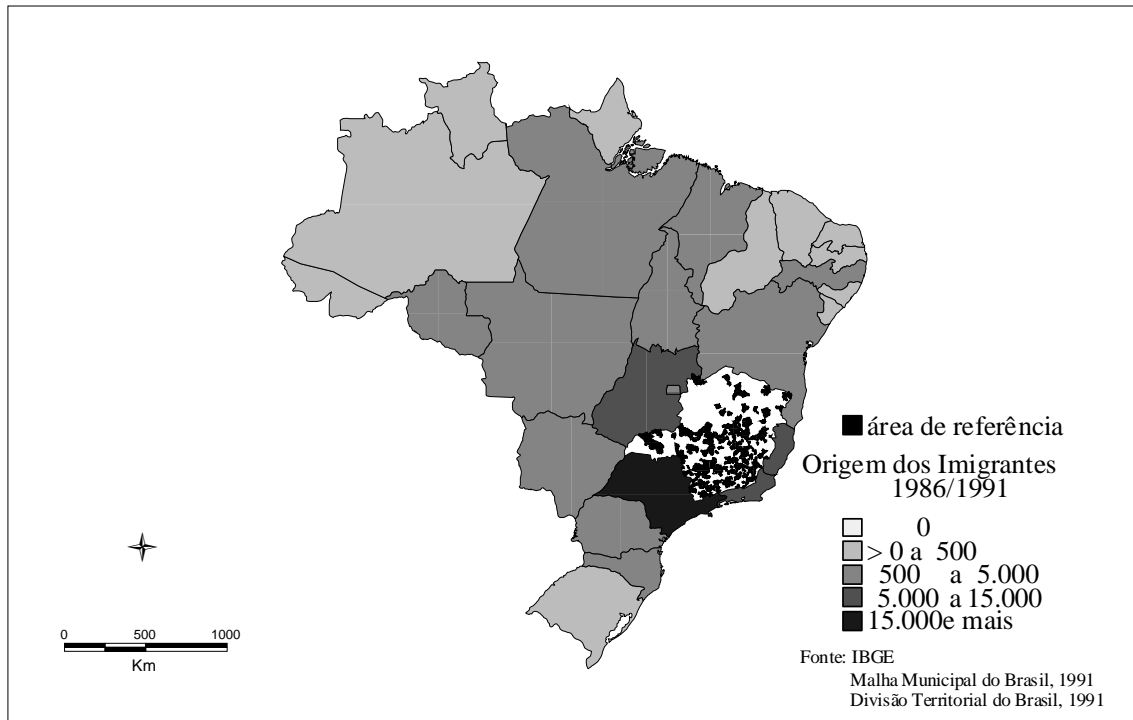 área de referência
Origem dos Imigrantes
1986/1991
0
> 0 a 500
500 a 5.000
5.000 a 15.000
15.000e mais
0 500 1000
Km
Fonte: IBGE
Malha Municipal do Brasil, 1991
Divisão Territorial do Brasil, 1991